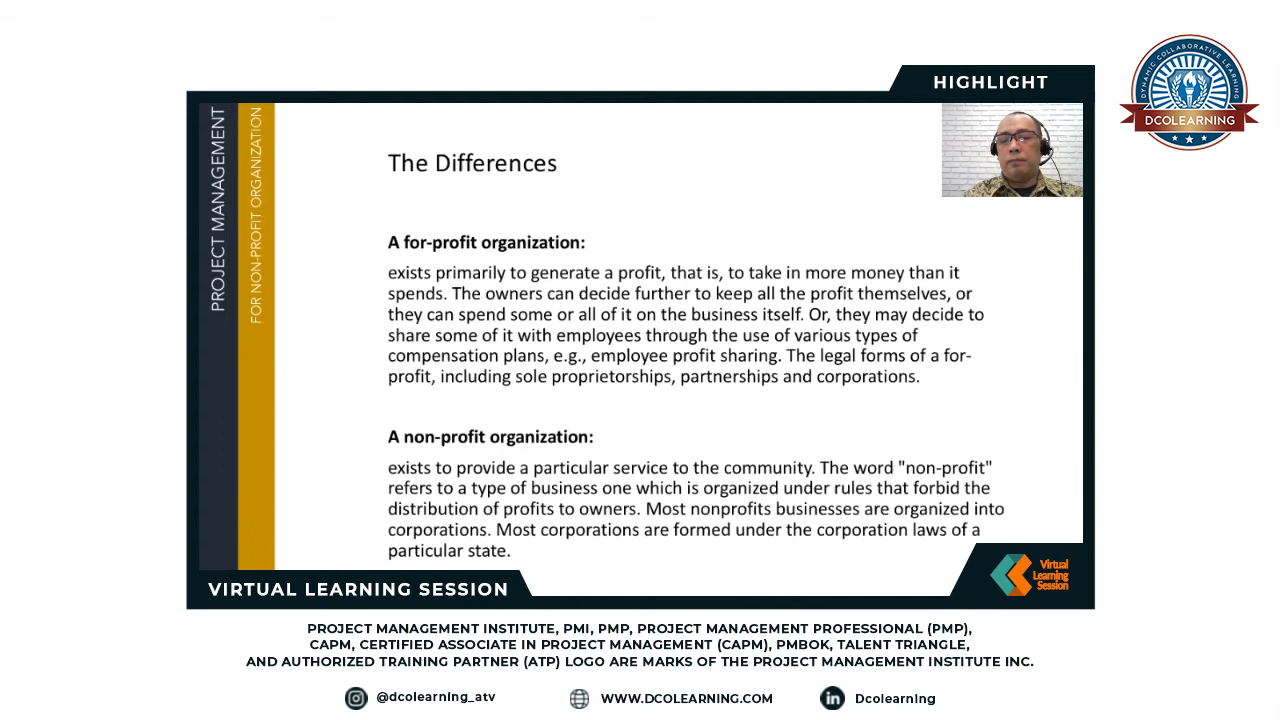 HIGHLIGHT
DYNAMIC COLLABORATIVE LEARNING
DCOLEARNING
PROJECT MANAGEMENT
FOR NON-PROFIT ORGANIZATION
The Differences
A for-profit organization:
exists primarily to generate a profit, that is, to take in more money than it
spends. The owners can decide further to keep all the profit themselves, or
they can spend some or all of it on the business itself. Or, they may decide to
share some of it with employees through the use of various types of
compensation plans, e.g., employee profit sharing. The legal forms of a for-
profit, including sole proprietorships, partnerships and corporations.
A non-profit organization:
exists to provide a particular service to the community. The word "non-profit"
refers to a type of business one which is organized under rules that forbid the
distribution of profits to owners. Most nonprofits businesses are organized into
corporations. Most corporations are formed under the corporation laws of a
particular state.
VIRTUAL LEARNING SESSION
Virtual
Learning
Session
PROJECT MANAGEMENT INSTITUTE, PMI, PMP, PROJECT MANAGEMENT PROFESSIONAL (PMP),
CAPM, CERTIFIED ASSOCIATE IN PROJECT MANAGEMENT (CAPM), PMBOK, TALENT TRIANGLE,
AND AUTHORIZED TRAINING PARTNER (ATP) LOGO ARE MARKS OF THE PROJECT MANAGEMENT INSTITUTE INC.
@dcolearning_atv
WWW.DCOLEARNING.COM
in
Dcolearning